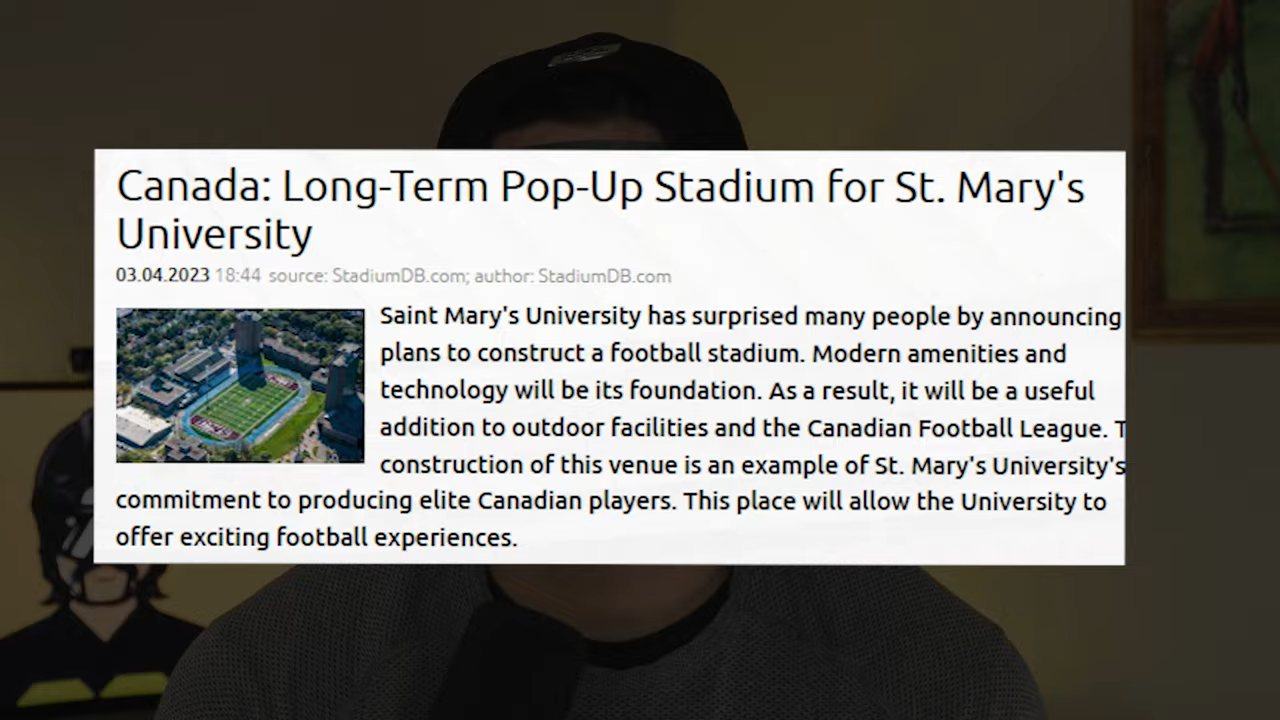 Canada: Long-Term Pop-Up Stadium for St. Mary's
University
03.04.2023 18:44 source: StadiumDB.com; author: StadiumDB.com
Saint Mary's University has surprised many people by announcing
plans to construct a football stadium. Modern amenities and
technology will be its foundation. As a result, it will be a useful
addition to outdoor facilities and the Canadian Football League. T
construction of this venue is an example of St. Mary's University's
commitment to producing elite Canadian players. This place will allow the University to
offer exciting football experiences.